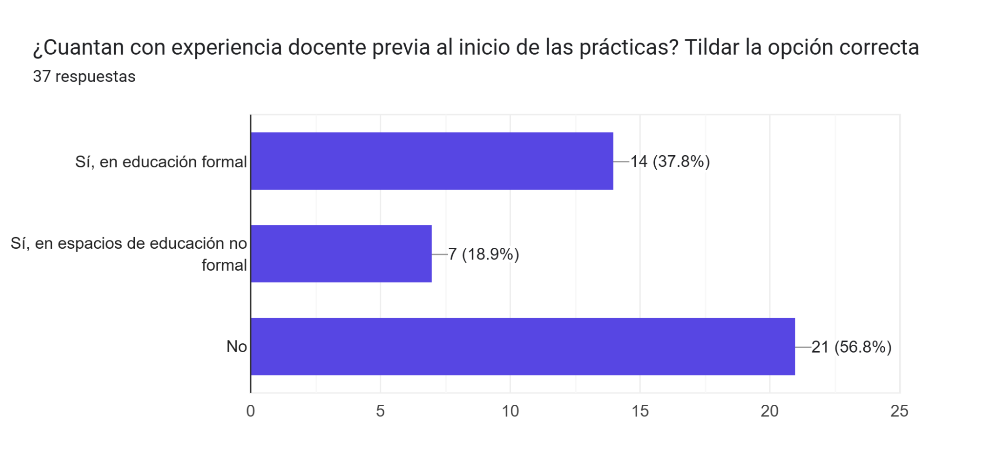 ¿Cuantan con experiencia docente previa al inicio de las prácticas? Tildar la opción correcta
37 respuestas
Sí, en educación formal
14 (37.8%)
Sí, en espacios de educación no
formal
7 (18.9%)
No
21 (56.8%)
0 5 10 15 20 25